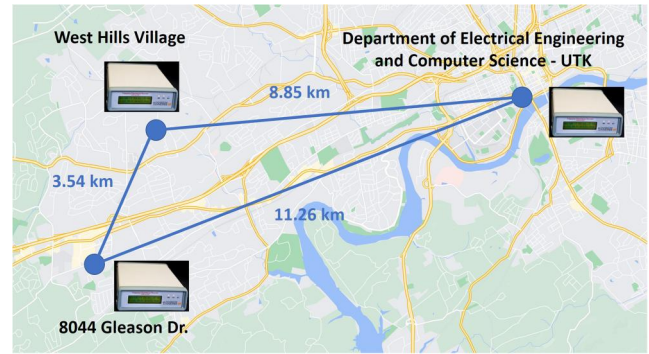 West Hills Village
Department of Electrical Engineering
and Computer Science - UTK
8.85 km
3.54 km
11.26 km
8044 Gleason Dr.